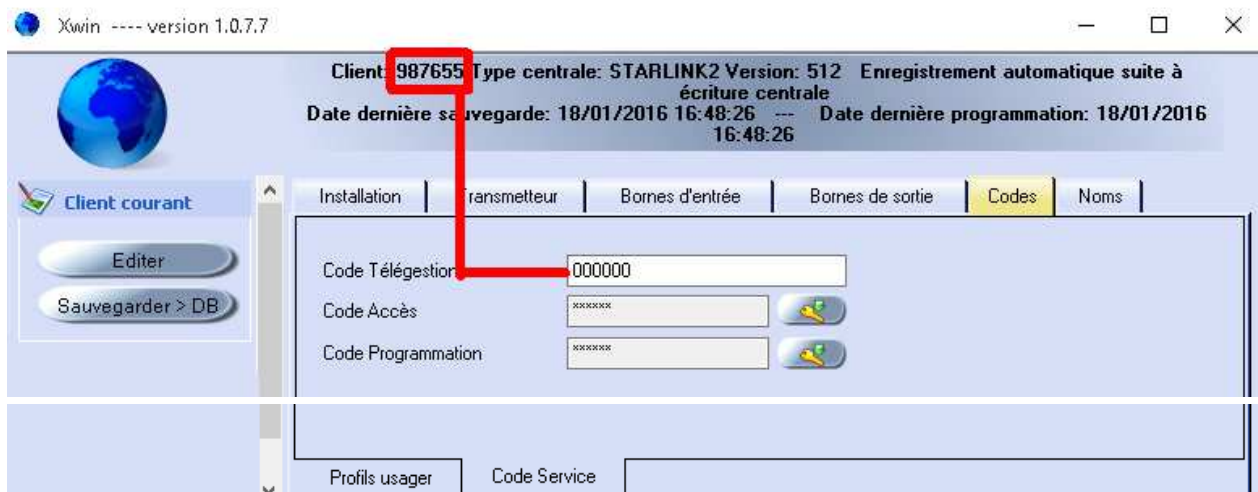 Xwin ---- version 1.0.7.7
Client: 987655 Type centrale: STARLINK2 Version: 512 Enregistrement automatique suite à
écriture centrale
Date dernière sauvegarde: 18/01/2016 16:48:26 --- Date dernière programmation: 18/01/2016
16:48:26
Client courant
Editer
Sauvegarder > DB
Installation Transmetteur Bornes d'entrée Bornes de sortie Codes Noms
Code Télégestion 000000
Code Accès ******
Code Programmation ******
Profils usager Code Service